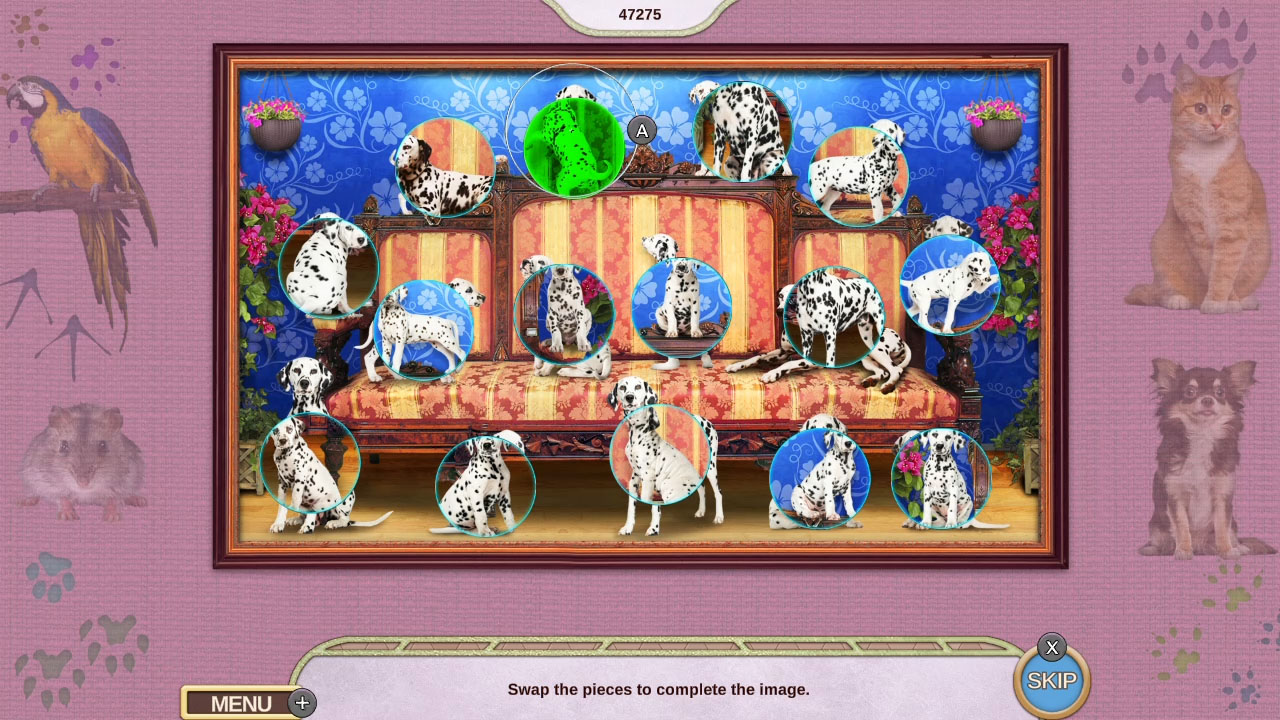 47275
A
X
SKIP
Swap the pieces to complete the image.
MENU +